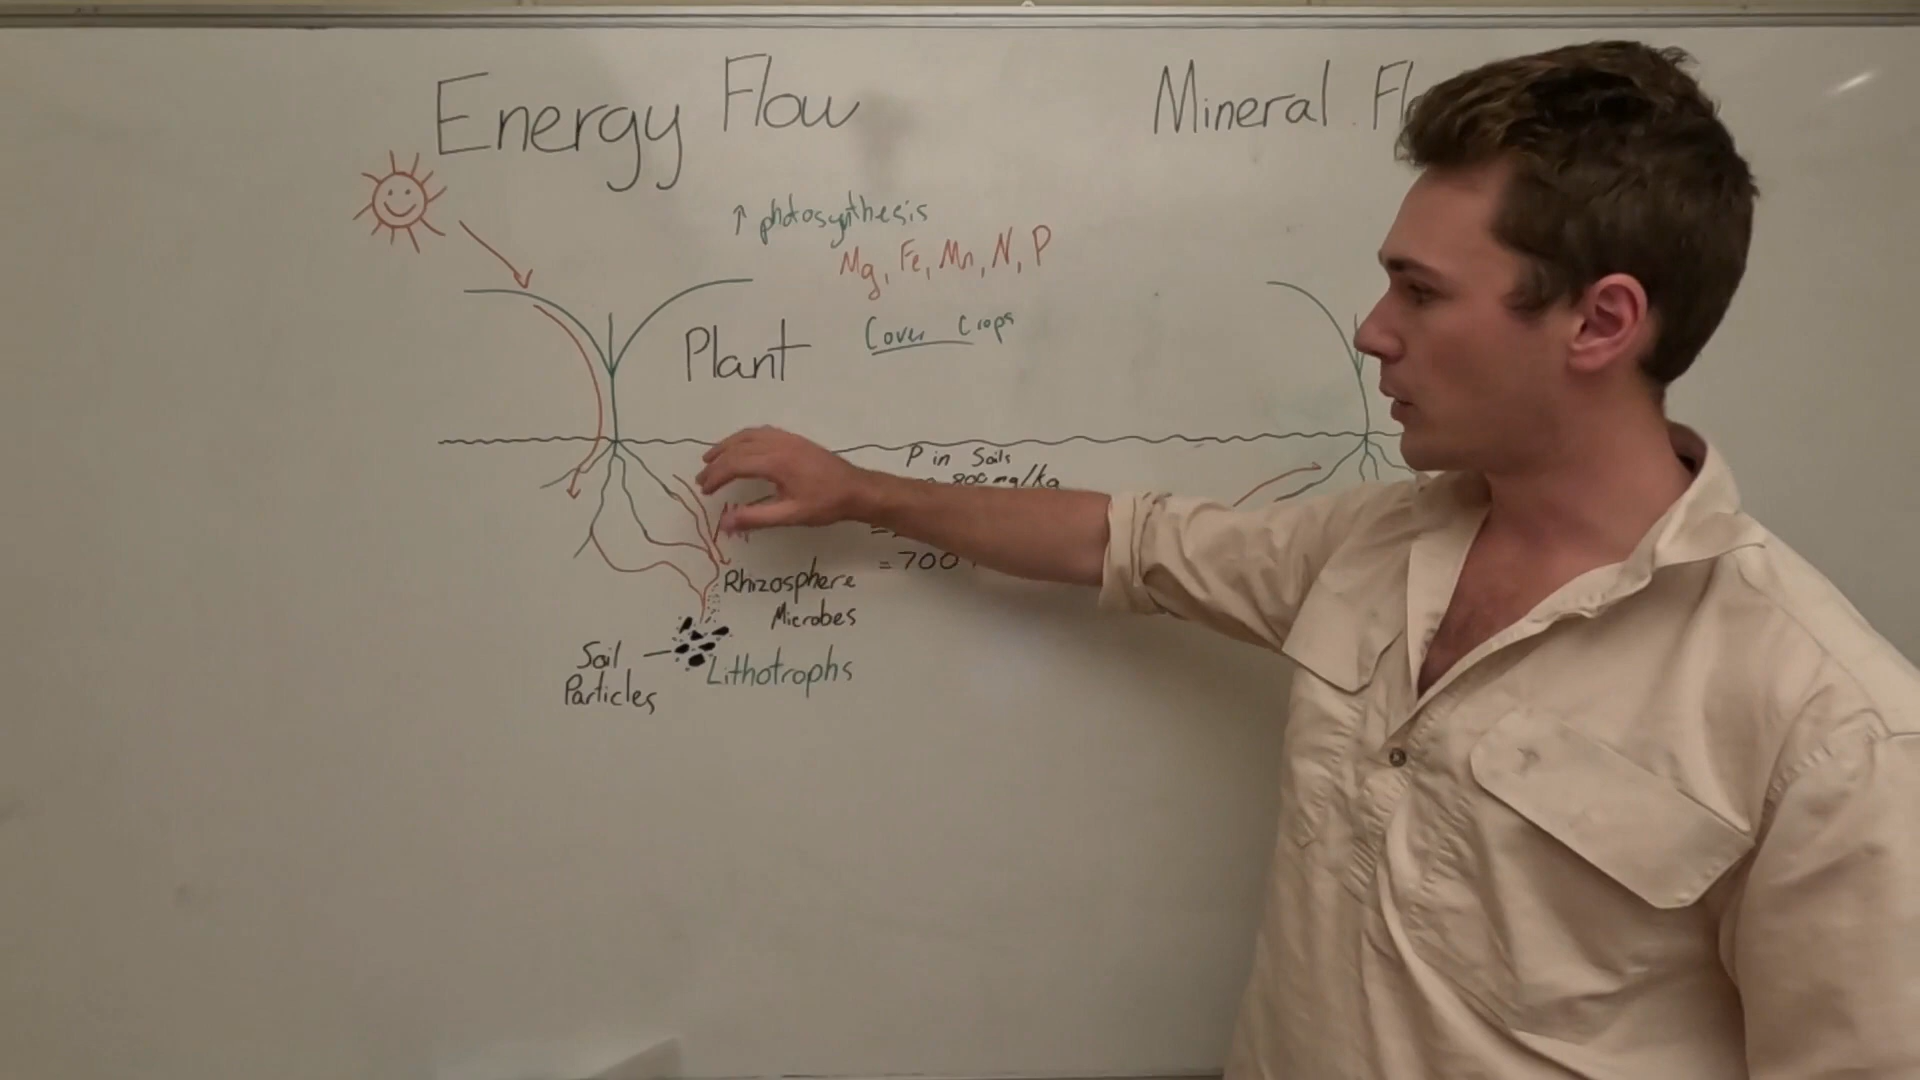 Energy Flow
Mineral
↑ photosynthesis
Mg, Fe, Mn, N, P
Cover Crops
Plant
P in Soils
800 mg/kg
= 700
Rhizosphere
Microbes
Soil
Particles
Lithotrophs